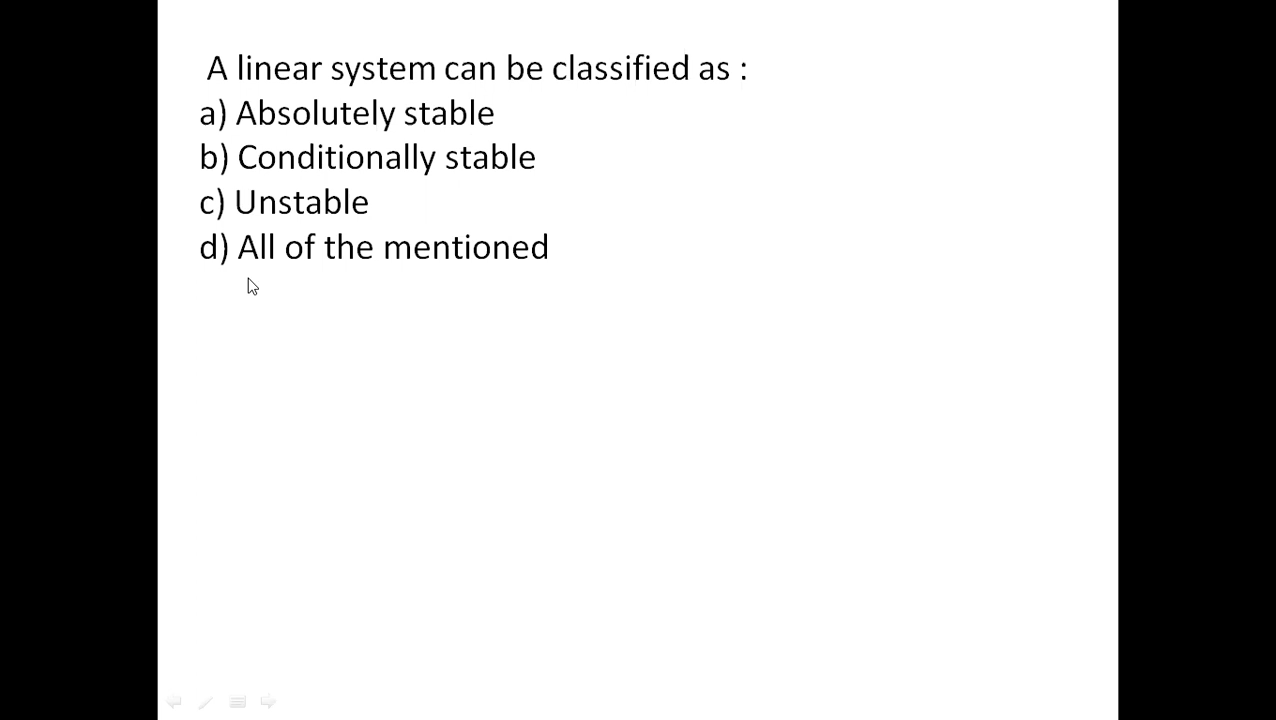 A linear system can be classified as :
a) Absolutely stable
b) Conditionally stable
c) Unstable
d) All of the mentioned